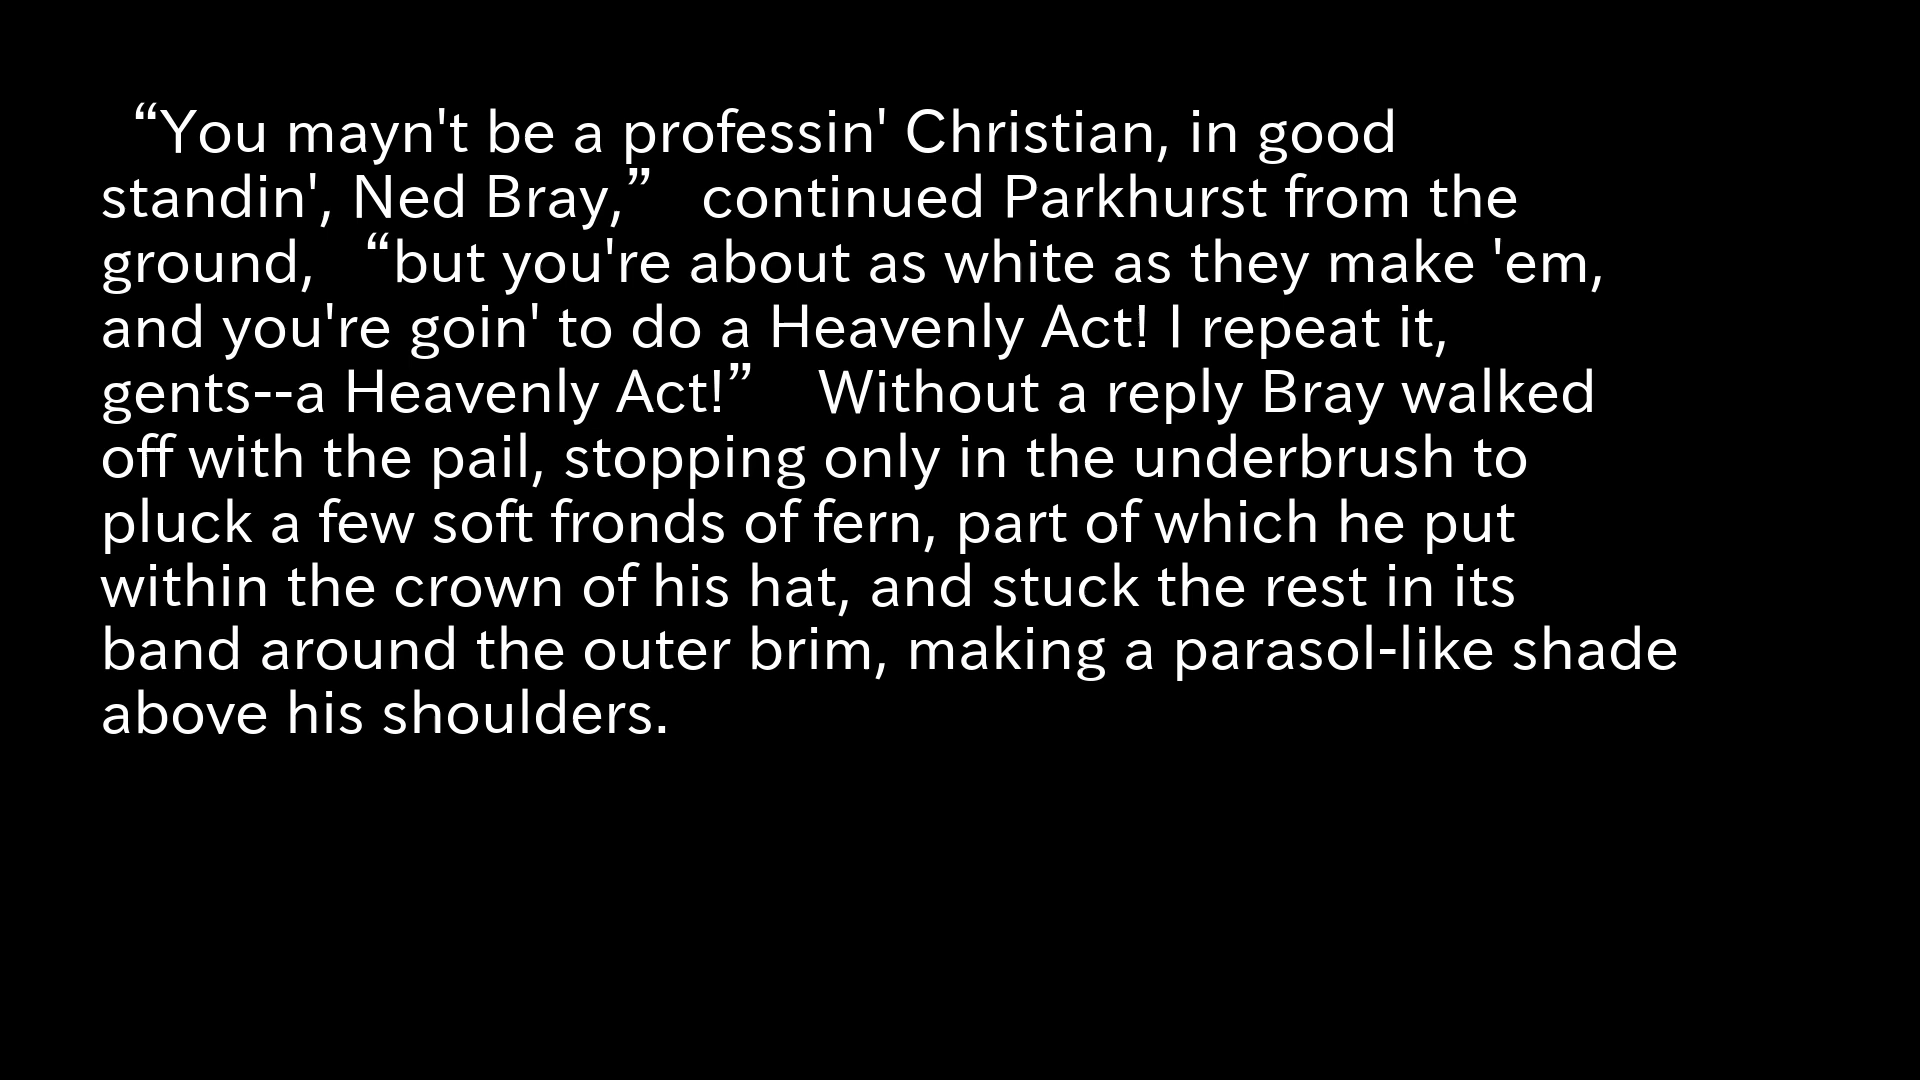 “You mayn't be a professin' Christian, in good
standin', Ned Bray,” continued Parkhurst from the
ground, “but you're about as white as they make 'em,
and you're goin' to do a Heavenly Act! I repeat it,
gents--a Heavenly Act!” Without a reply Bray walked
off with the pail, stopping only in the underbrush to
pluck a few soft fronds of fern, part of which he put
within the crown of his hat, and stuck the rest in its
band around the outer brim, making a parasol-like shade
above his shoulders.